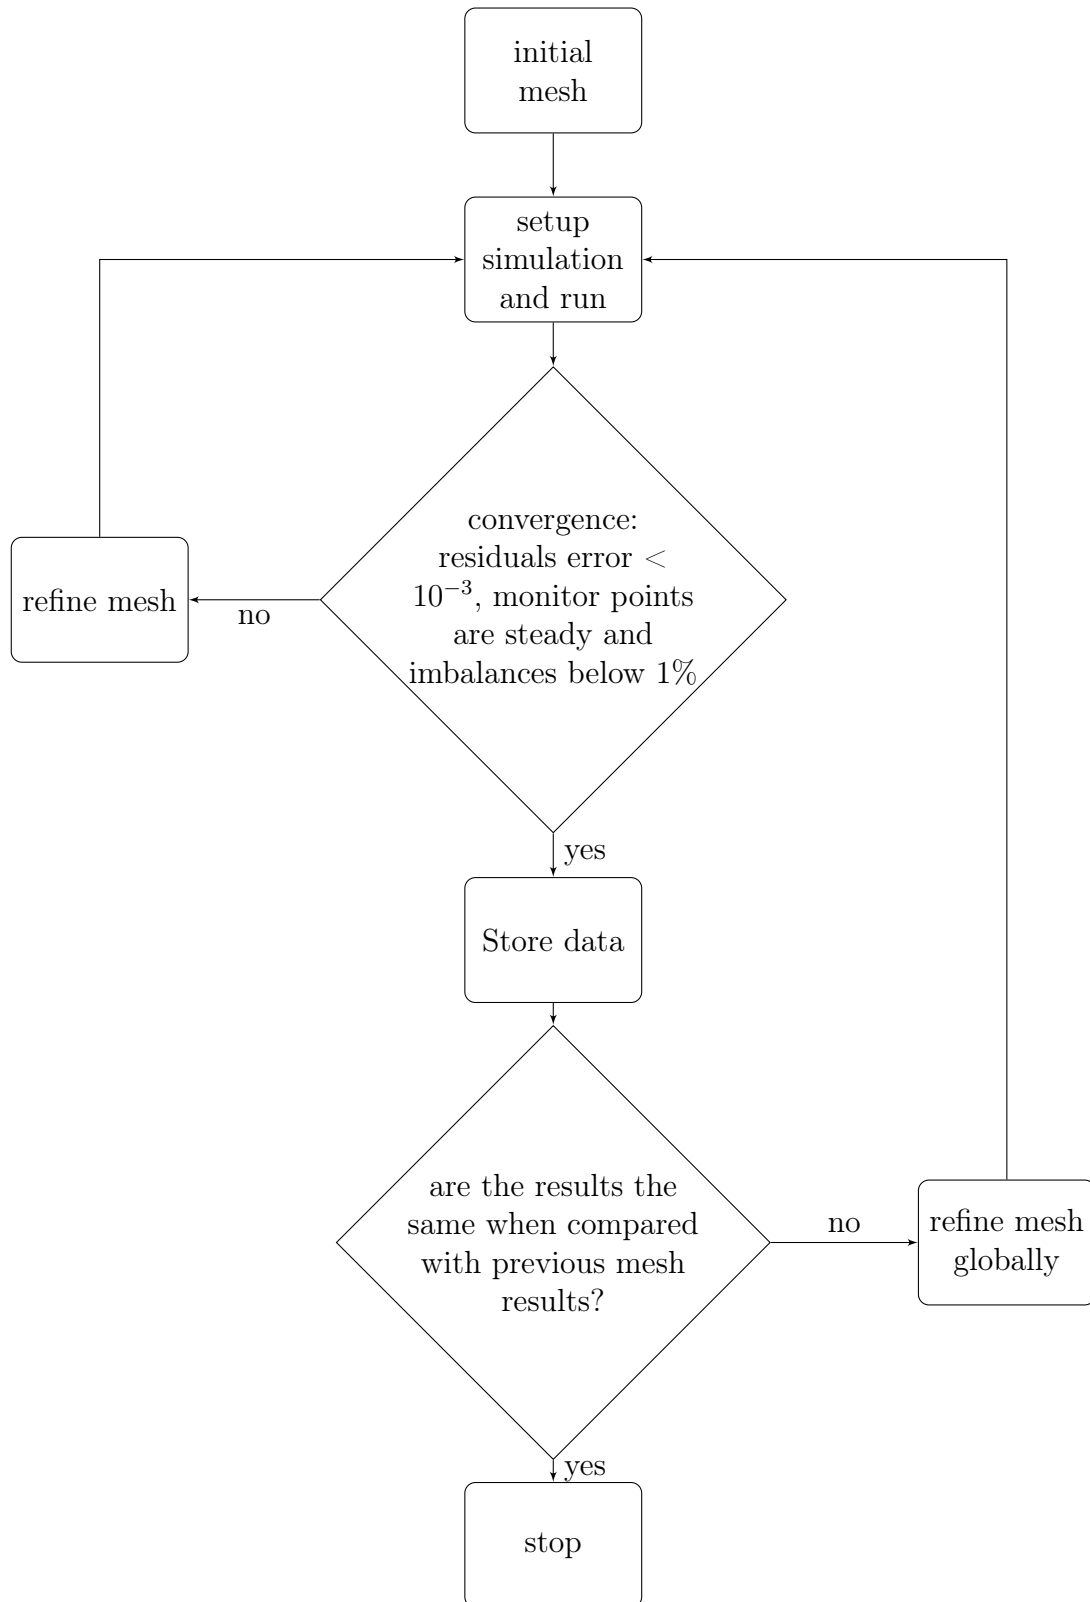 initial
mesh
setup
simulation
and run
convergence:
residuals error <
10⁻³, monitor points
are steady and
imbalances below 1%
refine mesh
no
yes
Store data
are the results the
same when compared
with previous mesh
results?
no
refine mesh
globally
yes
stop